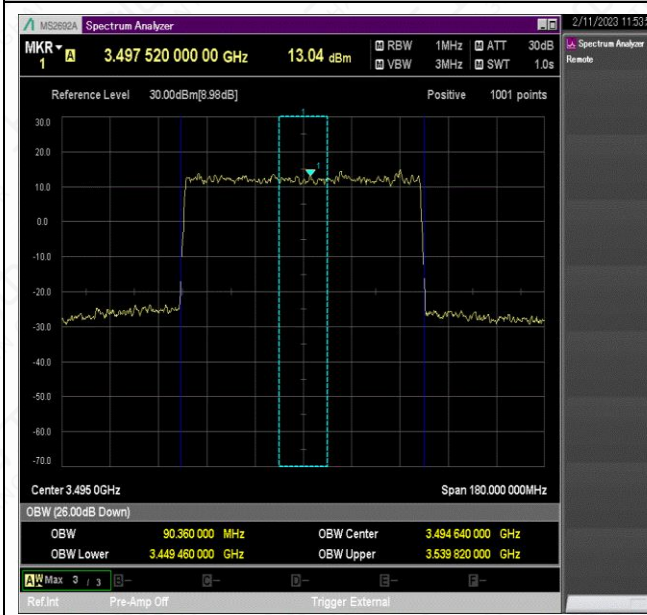 MS2692A Spectrum Analyzer 2/11/2023 11:53:
MKR 1 A 3.497 520 000 00 GHz 13.04 dBm M RBW 1MHz M ATT 30dB
M VBW 3MHz M SWT 1.0s
Spectrum Analyzer
Remote
Reference Level 30.00dBm[8.98dB] Positive 1001 points
30.0
20.0
10.0
0.0
-10.0
-20.0
-30.0
-40.0
-50.0
-60.0
-70.0
1
1
Center 3.495 0GHz Span 180.000 000MHz
OBW (26.00dB Down)
OBW 90.360 000 MHz OBW Center 3.494 640 000 GHz
OBW Lower 3.449 460 000 GHz OBW Upper 3.539 820 000 GHz
A W Max 3 / 3 B- C- D- E- F-
Ref.Int Pre-Amp Off Trigger External